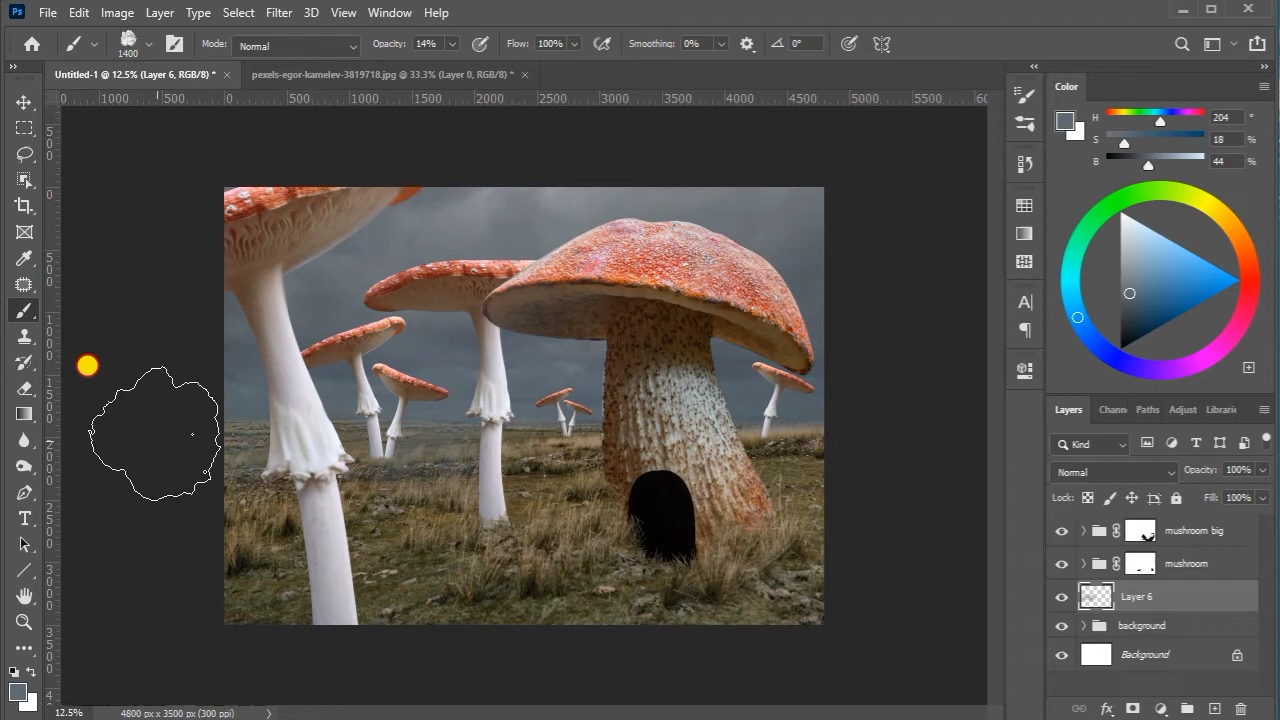 Ps File Edit Image Layer Type Select Filter 3D View Window Help
1400 Mode: Normal Opacity: 14% Flow: 100% Smoothing: 0% 0°
Untitled-1 @ 12.5% (Layer 6, RGB/8) * × pexels-egor-kamelev-3819718.jpg @ 33.3% (Layer 0, RGB/8) * ×
0 1000 500 0 500 1000 1500 2000 2500 3000 3500 4000 4500 5000 5500
Color
H 204 °
S 18 %
B 44 %
Layers Chann Paths Adjust Librari
Kind
Normal Opacity: 100%
Lock: Fill: 100%
mushroom big
mushroom
Layer 6
background
Background
12.5% 4800 px x 3500 px (300 ppi)